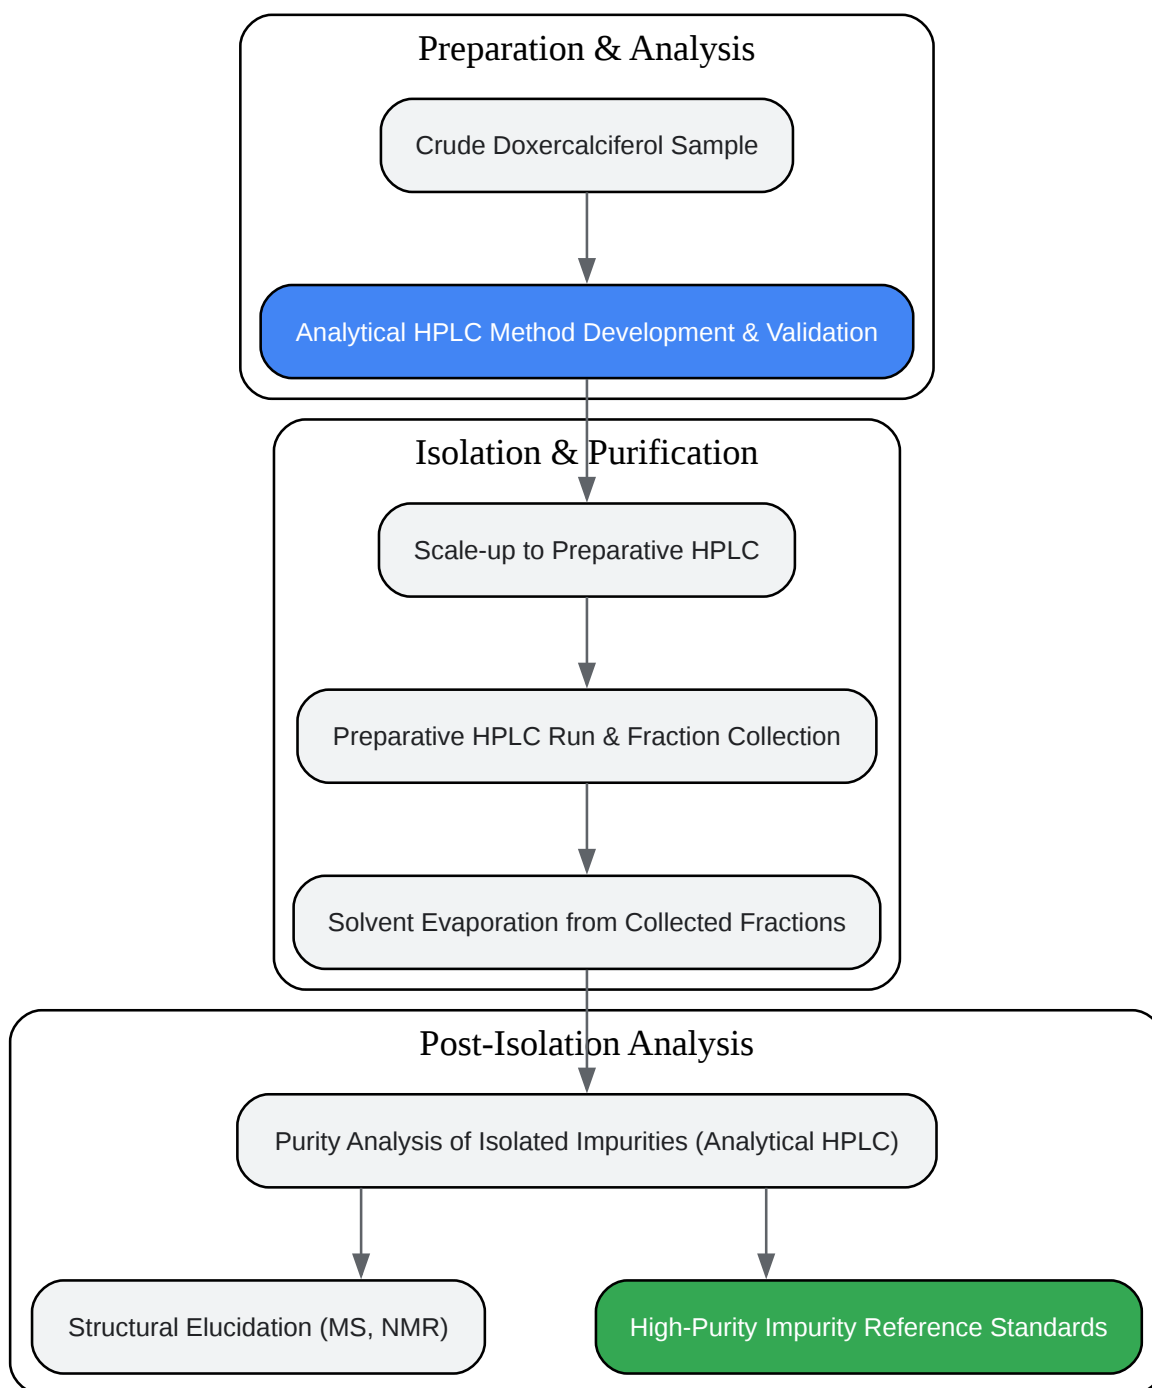 Preparation & Analysis
Crude Doxercalciferol Sample
Analytical HPLC Method Development & Validation
Isolation & Purification
Scale-up to Preparative HPLC
Preparative HPLC Run & Fraction Collection
Solvent Evaporation from Collected Fractions
Post-Isolation Analysis
Purity Analysis of Isolated Impurities (Analytical HPLC)
Structural Elucidation (MS, NMR)
High-Purity Impurity Reference Standards